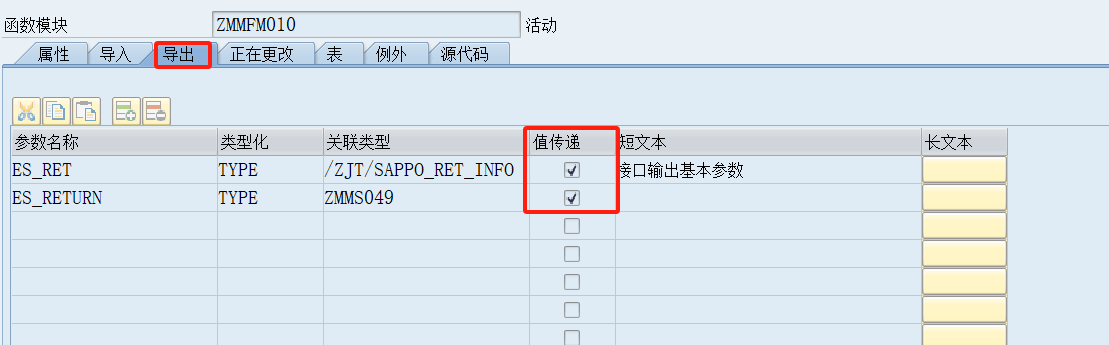 函数模块 ZMMFM010 活动
属性 导入 导出 正在更改 表 例外 源代码
参数名称 类型化 关联类型 值传递 短文本 长文本
ES_RET TYPE /ZJT/SAPPO_RET_INFO 接口输出基本参数
ES_RETURN TYPE ZMMS049